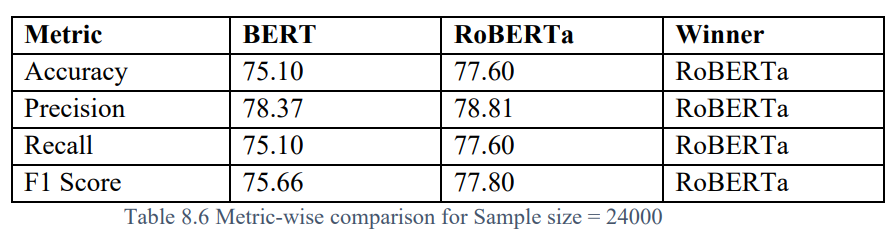 Metric BERT RoBERTa Winner
Accuracy 75.10 77.60 RoBERTa
Precision 78.37 78.81 RoBERTa
Recall 75.10 77.60 RoBERTa
F1 Score 75.66 77.80 RoBERTa
Table 8.6 Metric-wise comparison for Sample size = 24000